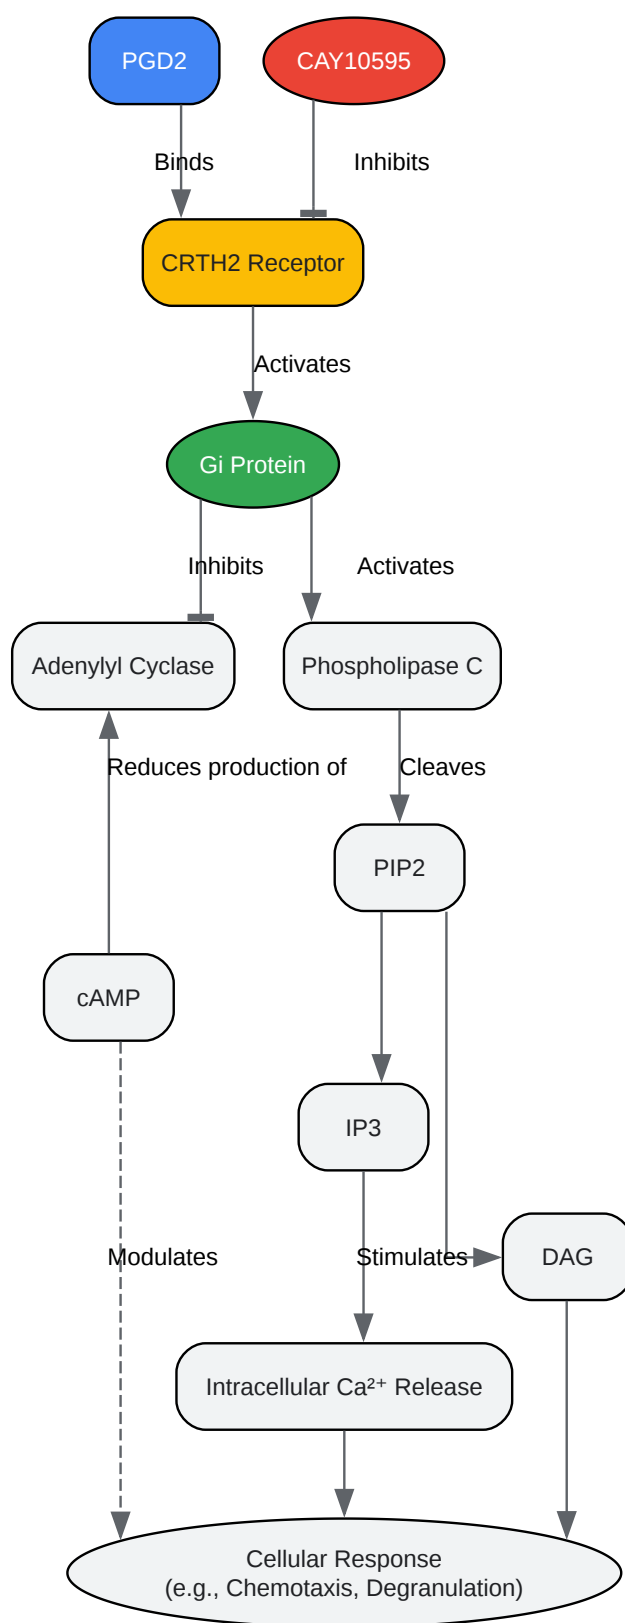 PGD2
CAY10595
Binds
Inhibits
CRTH2 Receptor
Activates
Gi Protein
Inhibits
Activates
Adenylyl Cyclase
Phospholipase C
Reduces production of
Cleaves
PIP2
cAMP
IP3
Modulates
Stimulates
DAG
Intracellular Ca²⁺ Release
Cellular Response
(e.g., Chemotaxis, Degranulation)